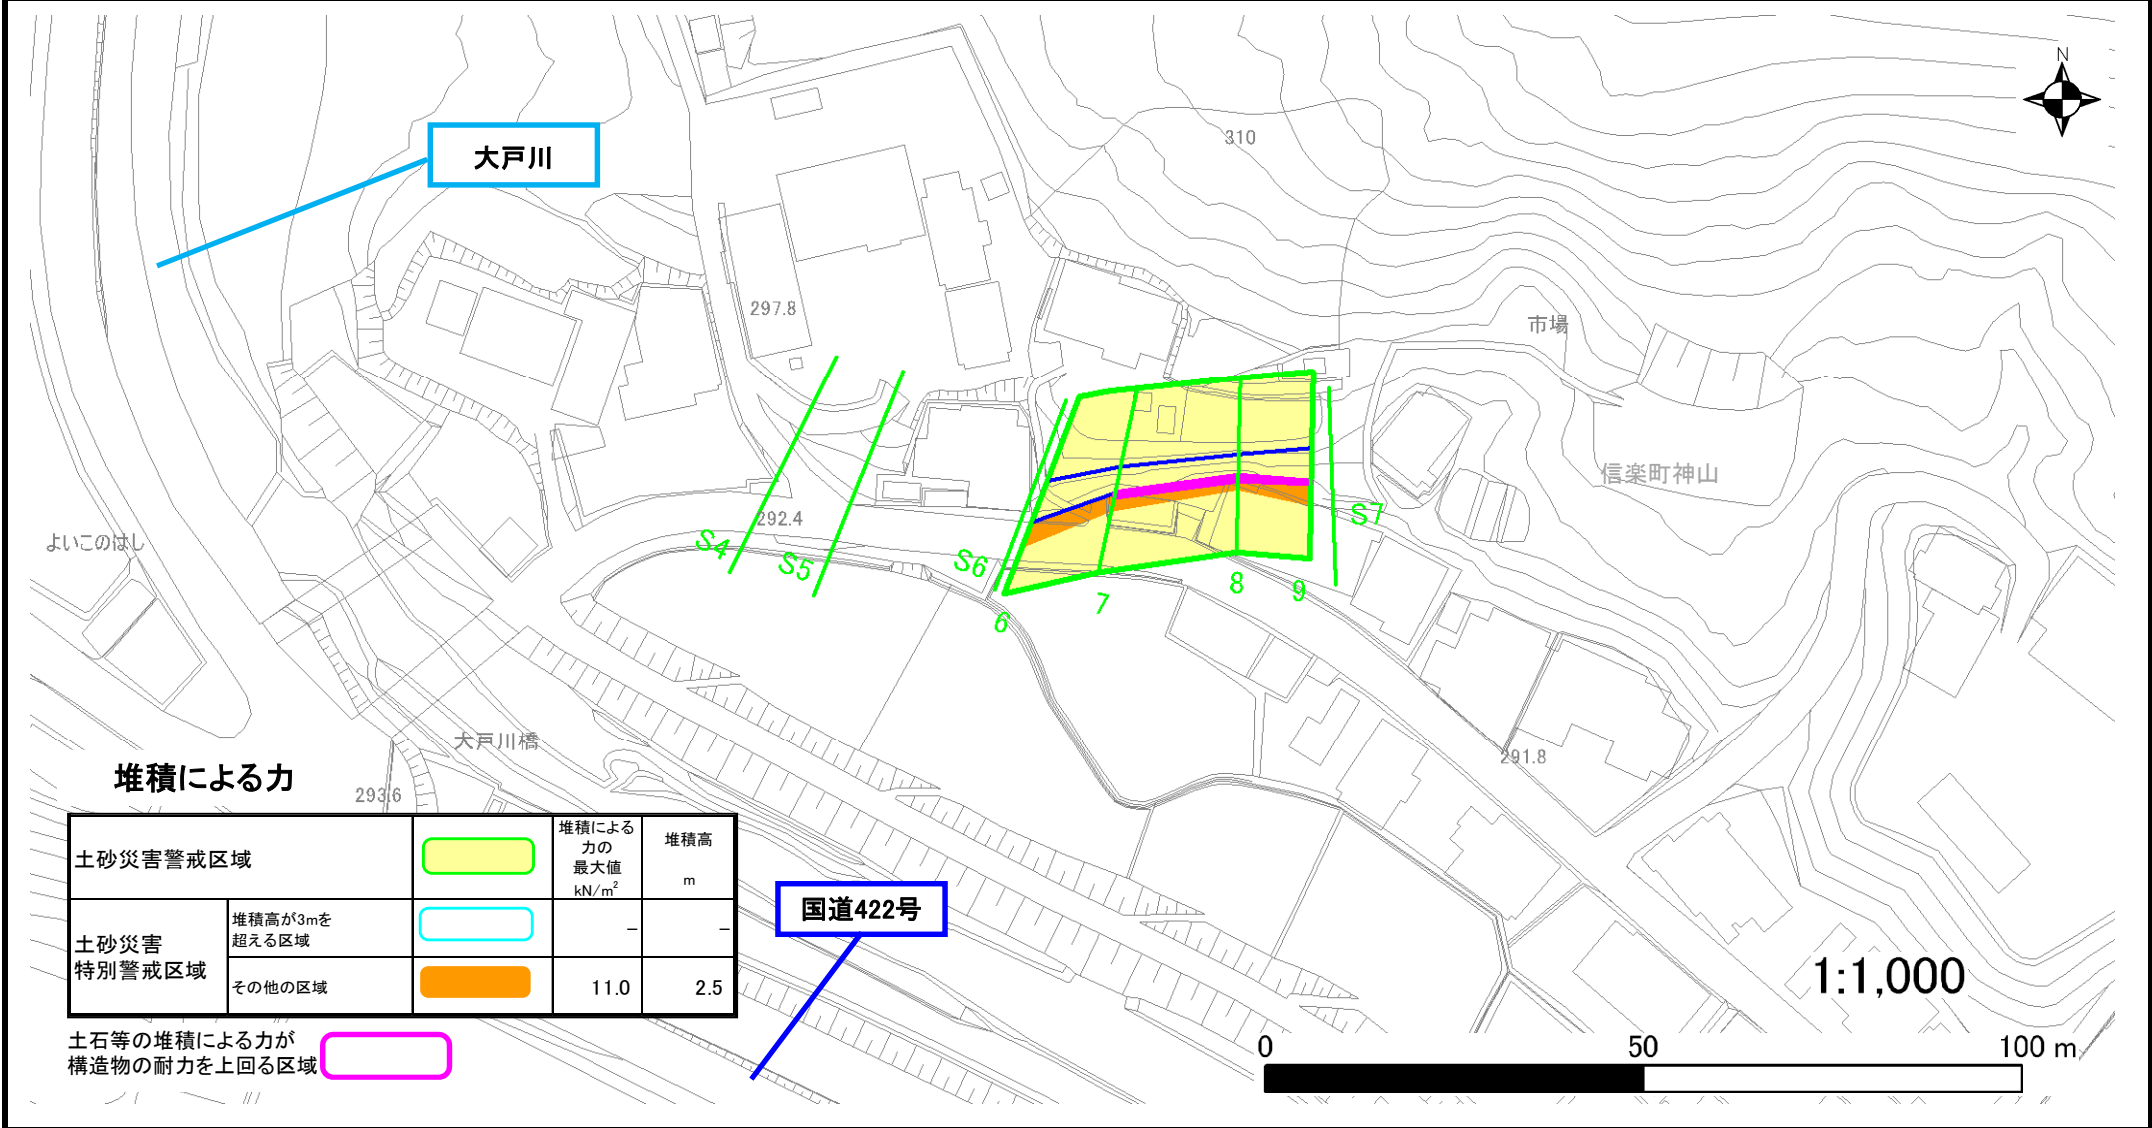 N
大戸川
310
297.8
市場
信楽町神山
292.4
よいこのはし
S4
S5
S6
S7
6
7
8
9
大戸川橋
293.6
291.8
堆積による力
土砂災害警戒区域
堆積による
力の
最大値
kN/m²
堆積高
m
土砂災害
特別警戒区域
堆積高が3mを
超える区域
－
－
その他の区域
11.0
2.5
土石等の堆積による力が
構造物の耐力を上回る区域
国道422号
1:1,000
0
50
100 m